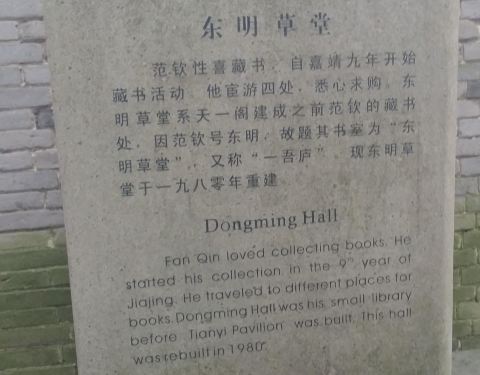 东明草堂
范钦性喜藏书，自嘉靖九年开始
藏书活动。他宦游四处，悉心求购。东
明草堂系天一阁建成之前范钦的藏书
处，因范钦号东明，故题其书室为“东
明草堂”，又称“一吾庐”。现东明草
堂于一九八零年重建
Dongming Hall
Fan Qin loved collecting books. He
started his collection in the 9th year of
Jiajing. He traveled to different places for
books. Dongming Hall was his small library
before Tianyi Pavilion was built. This hall
was rebuilt in 1980.